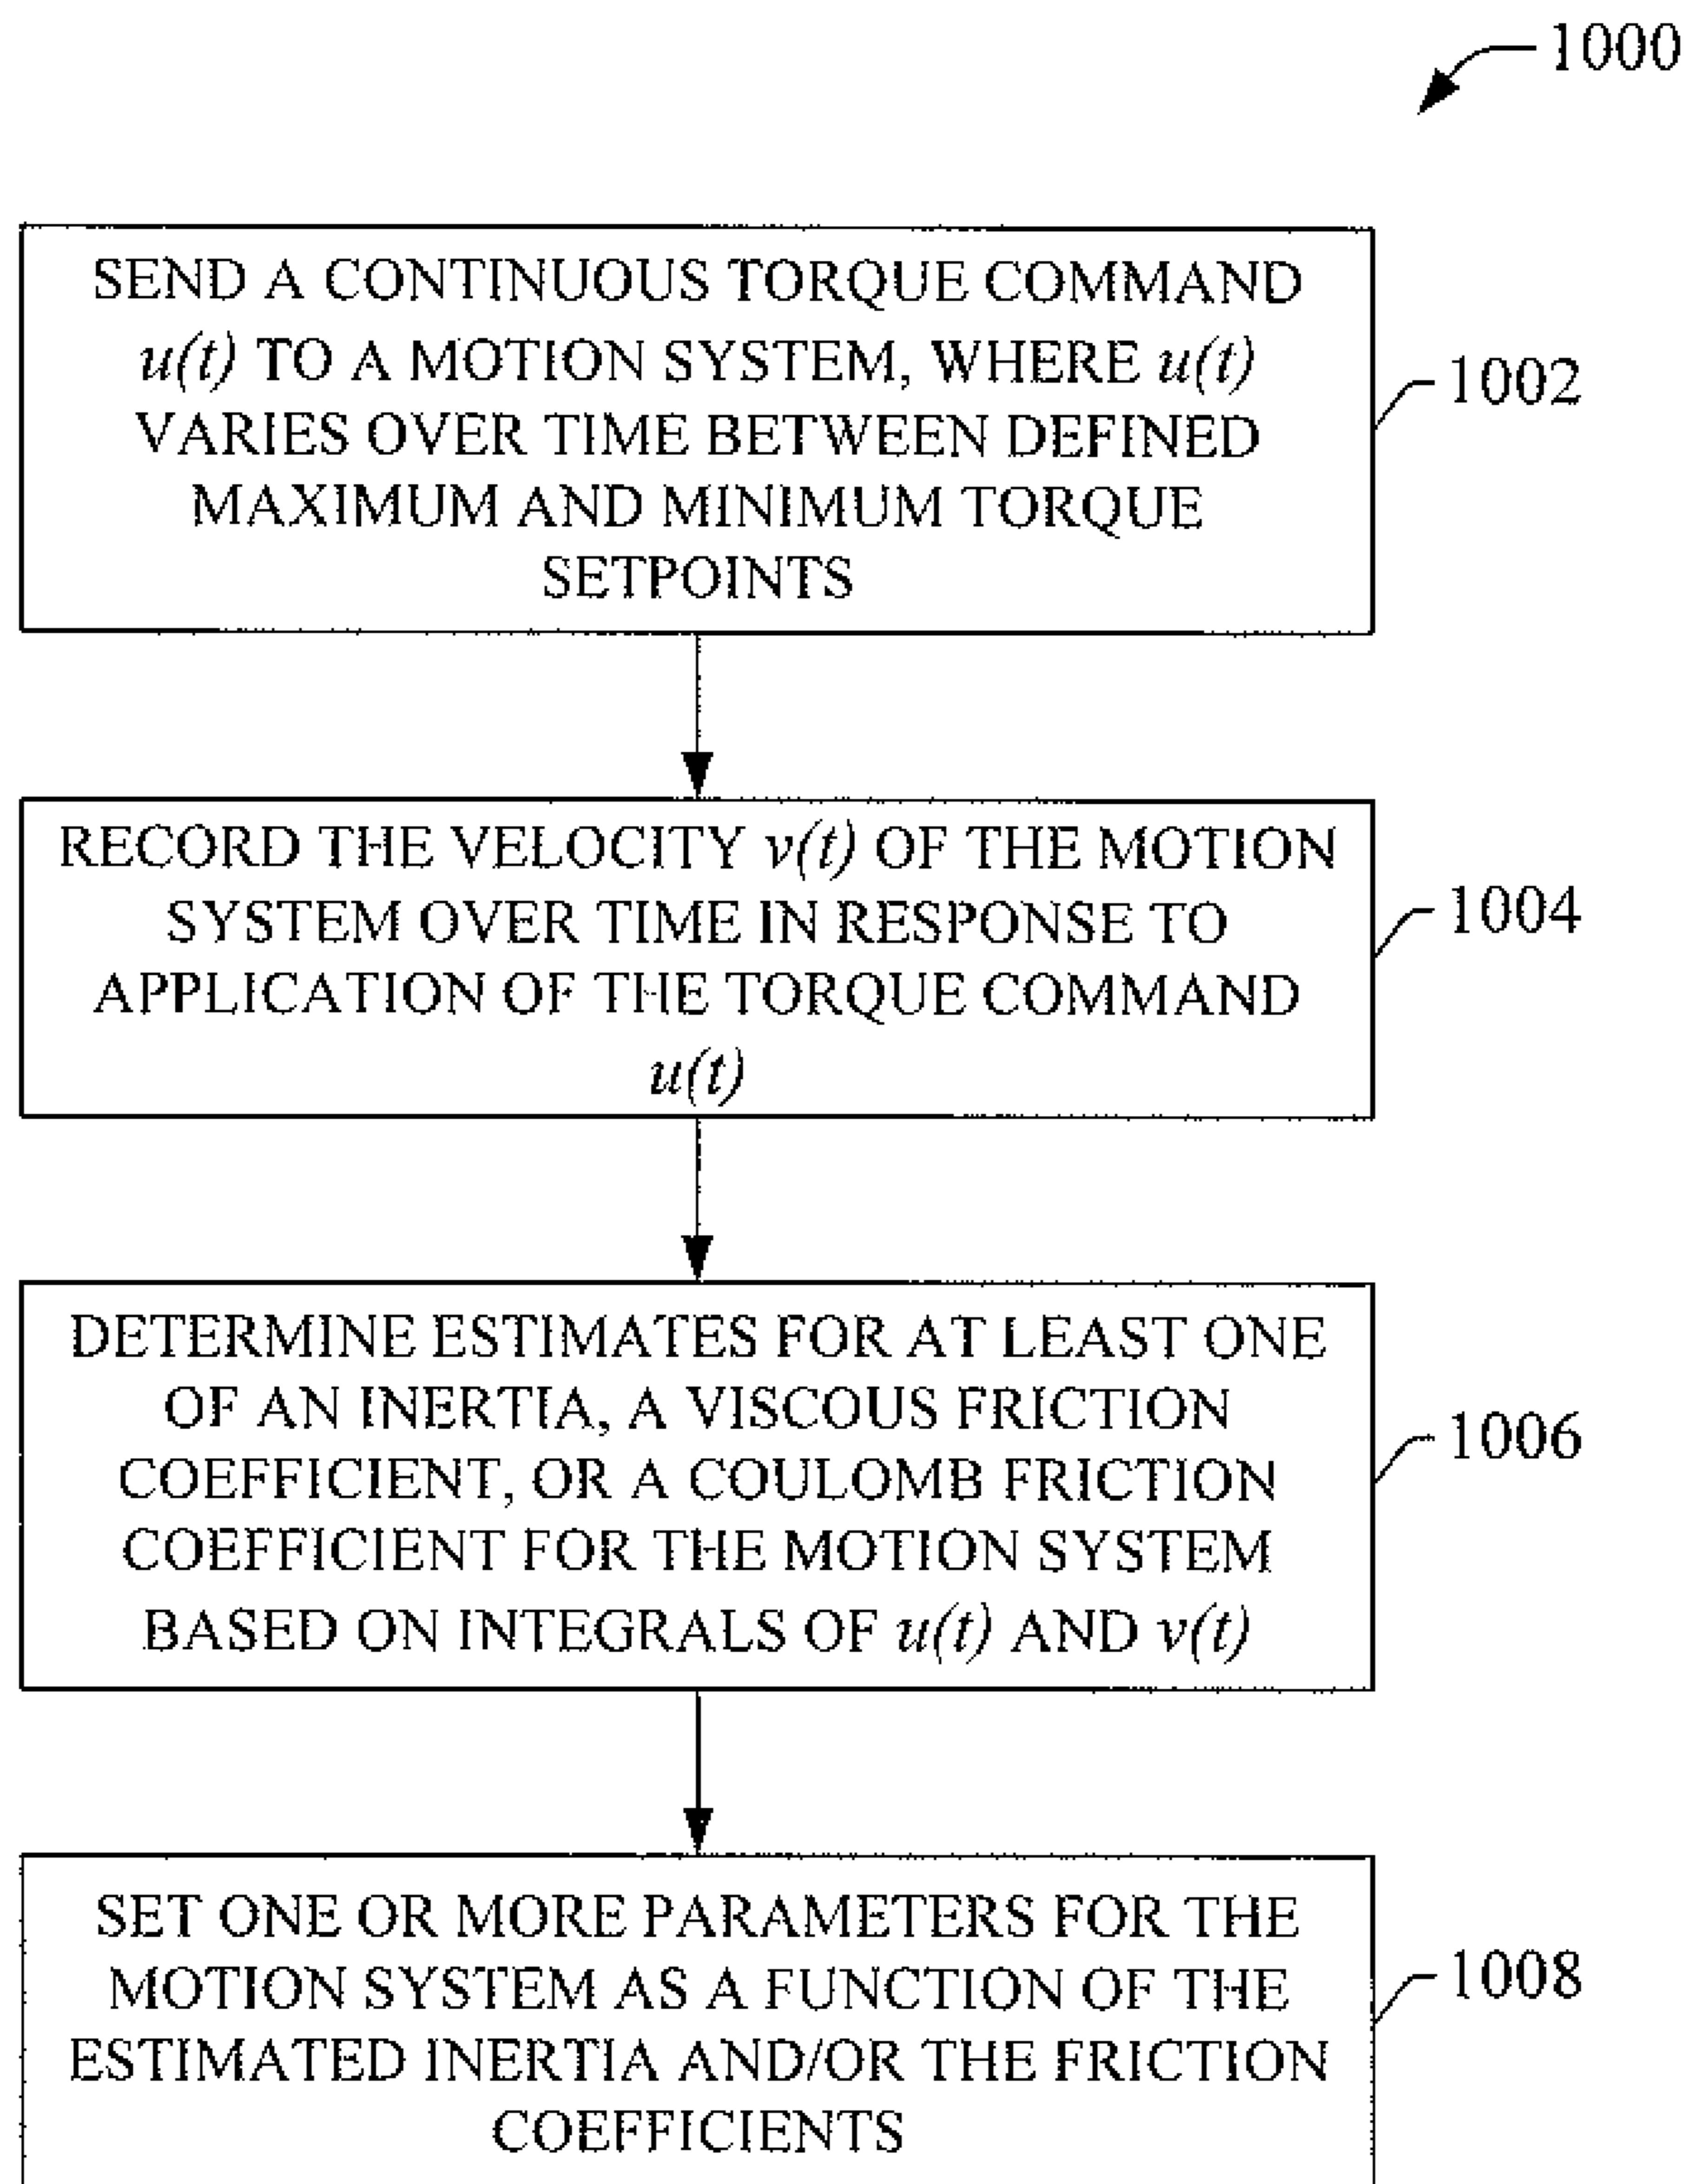 1000
SEND A CONTINUOUS TORQUE COMMAND
u(t) TO A MOTION SYSTEM, WHERE u(t)
VARIES OVER TIME BETWEEN DEFINED
MAXIMUM AND MINIMUM TORQUE
SETPOINTS
1002
RECORD THE VELOCITY v(t) OF THE MOTION
SYSTEM OVER TIME IN RESPONSE TO
APPLICATION OF THE TORQUE COMMAND
u(t)
1004
DETERMINE ESTIMATES FOR AT LEAST ONE
OF AN INERTIA, A VISCOUS FRICTION
COEFFICIENT, OR A COULOMB FRICTION
COEFFICIENT FOR THE MOTION SYSTEM
BASED ON INTEGRALS OF u(t) AND v(t)
1006
SET ONE OR MORE PARAMETERS FOR THE
MOTION SYSTEM AS A FUNCTION OF THE
ESTIMATED INERTIA AND/OR THE FRICTION
COEFFICIENTS
1008